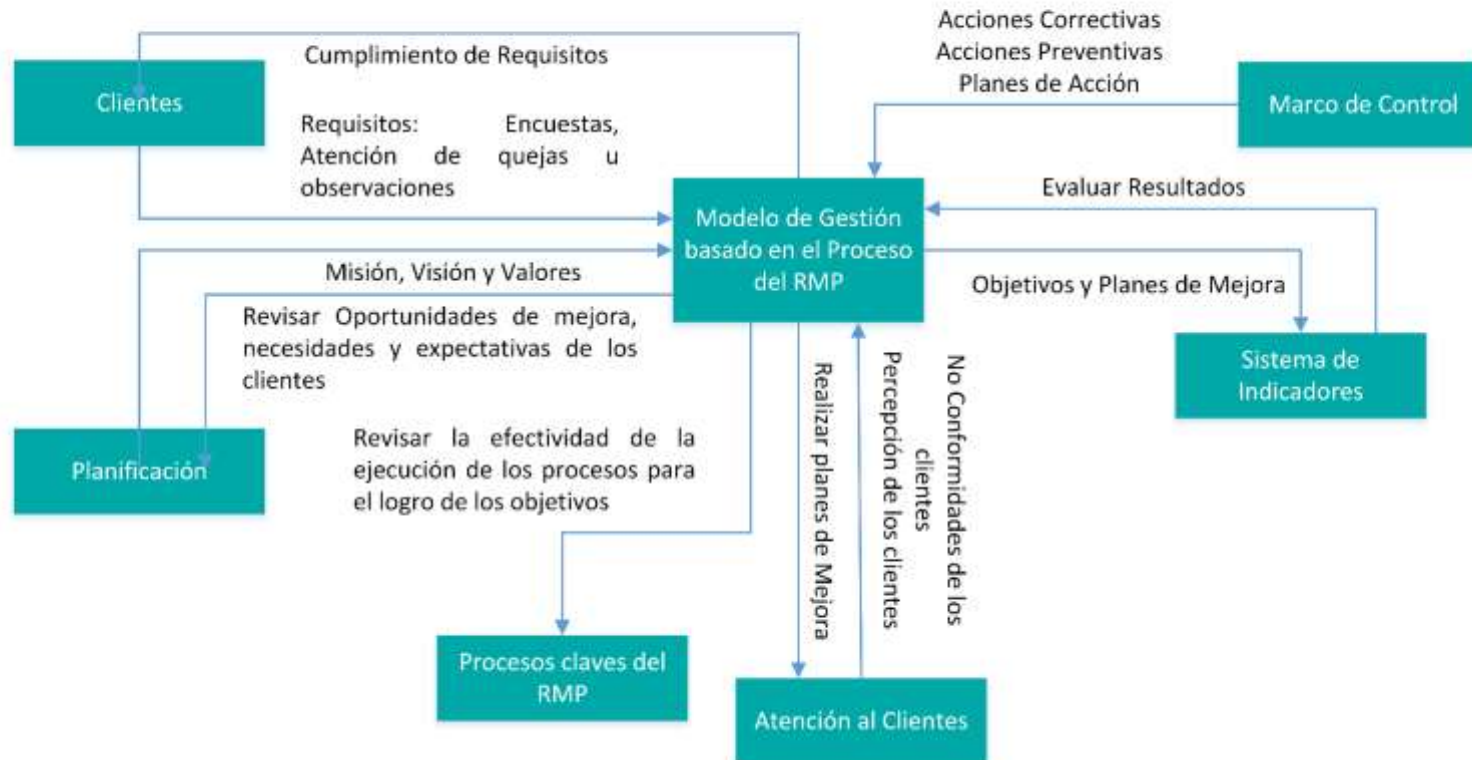 Acciones Correctivas
Acciones Preventivas
Planes de Acción
Cumplimiento de Requisitos
Clientes
Marco de Control
Requisitos: Encuestas,
Atención de quejas u
observaciones
Evaluar Resultados
Modelo de Gestión
basado en el Proceso
del RMP
Misión, Visión y Valores
Objetivos y Planes de Mejora
Revisar Oportunidades de mejora,
necesidades y expectativas de los
clientes
Sistema de
Indicadores
Planificación
Revisar la efectividad de la
ejecución de los procesos para
el logro de los objetivos
Realizar planes de Mejora
No Conformidades de los
clientes
Percepción de los clientes
Procesos claves del
RMP
Atención al Clientes